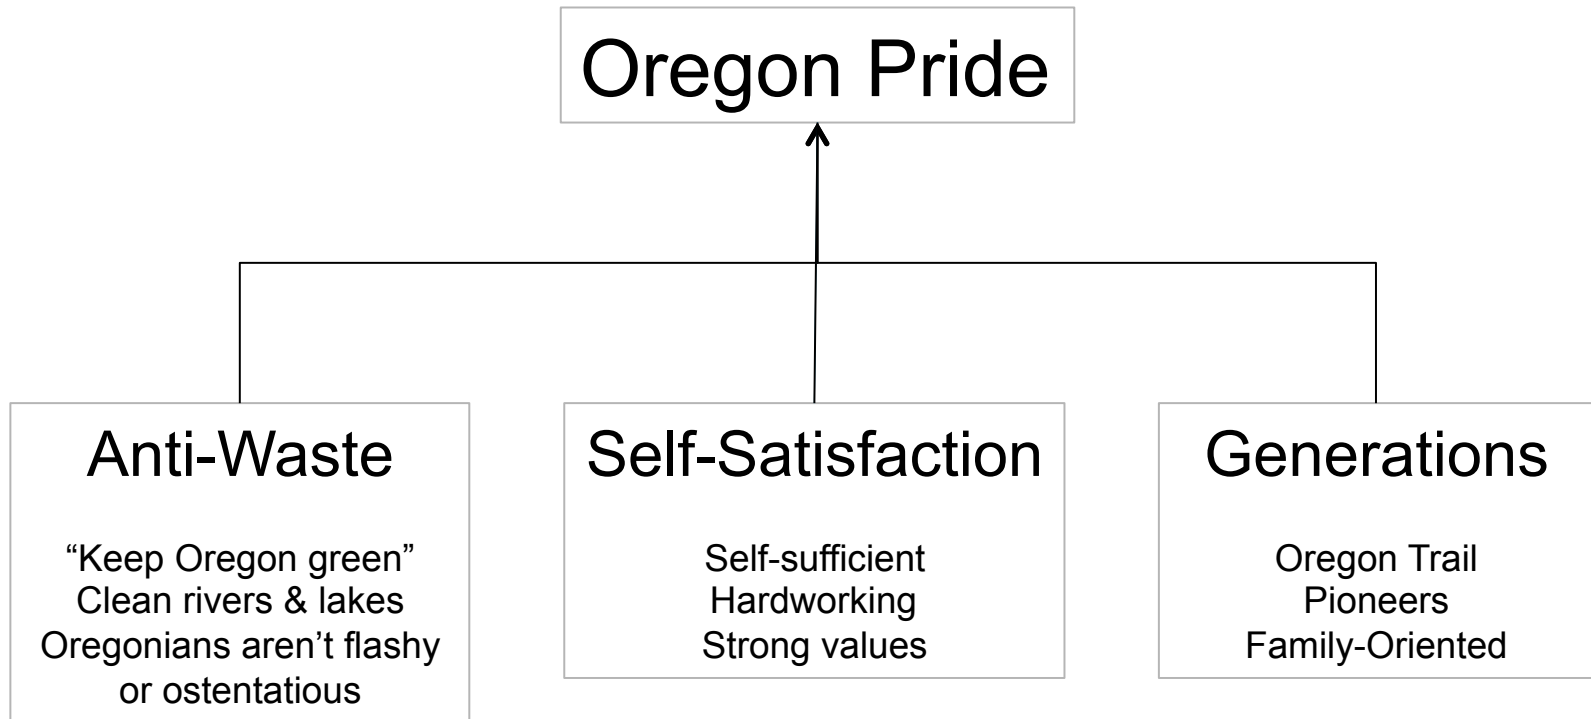 Oregon Pride
Anti-Waste
“Keep Oregon green”
Clean rivers & lakes
Oregonians aren’t flashy
or ostentatious
Self-Satisfaction
Self-sufficient
Hardworking
Strong values
Generations
Oregon Trail
Pioneers
Family-Oriented